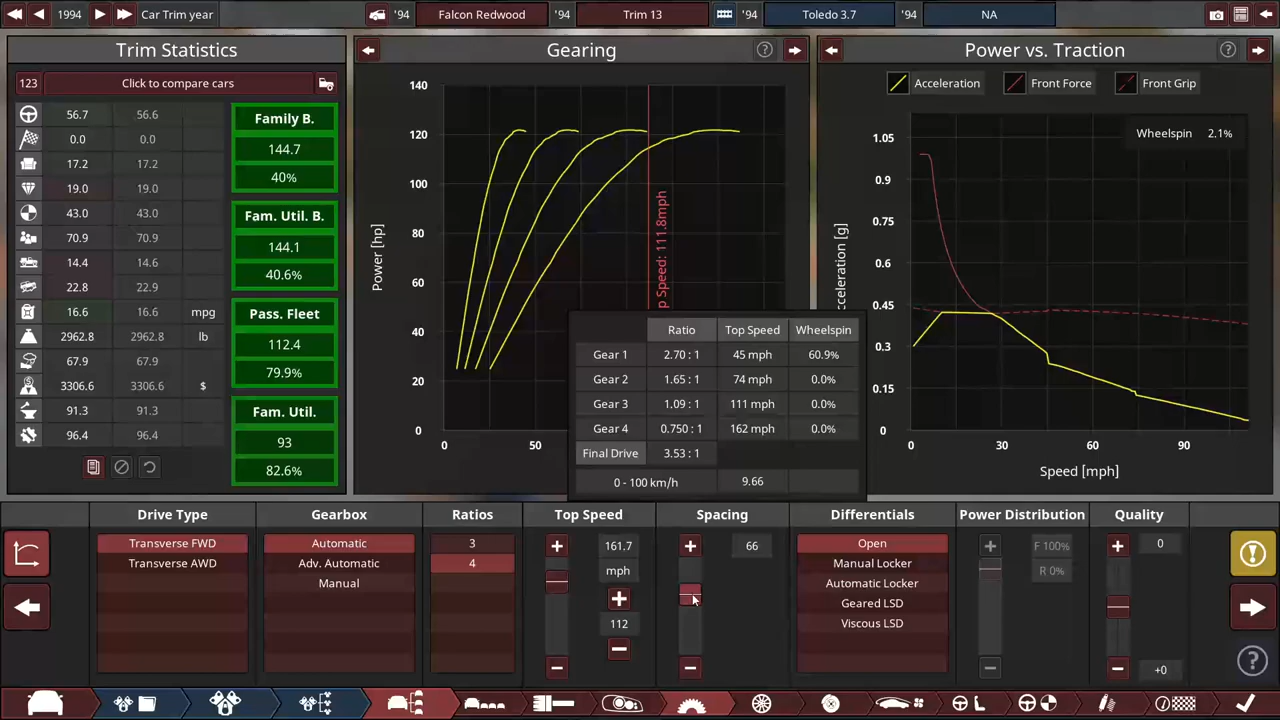 1994 Car Trim year '94 Falcon Redwood '94 Trim 13 '94 Toledo 3.7 '94 NA
Trim Statistics
123 Click to compare cars
56.7 56.6
0.0 0.0
17.2 17.2
19.0 19.0
43.0 43.0
70.9 70.9
14.4 14.6
22.8 22.9
16.6 16.6 mpg
2962.8 2962.8 lb
67.9 67.9
3306.6 3306.6 $
91.3 91.3
96.4 96.4
Family B.
144.7
40%
Fam. Util. B.
144.1
40.6%
Pass. Fleet
112.4
79.9%
Fam. Util.
93
82.6%
Gearing ?
Power [hp]
140
120
100
80
60
40
20
0
0 50
p Speed: 111.8mph
Ratio Top Speed Wheelspin
Gear 1 2.70 : 1 45 mph 60.9%
Gear 2 1.65 : 1 74 mph 0.0%
Gear 3 1.09 : 1 111 mph 0.0%
Gear 4 0.750 : 1 162 mph 0.0%
Final Drive 3.53 : 1
0 - 100 km/h 9.66
Power vs. Traction ?
Acceleration Front Force Front Grip
Wheelspin 2.1%
cceleration [g]
1.05
0.9
0.75
0.6
0.45
0.3
0.15
0
0 30 60 90
Speed [mph]
Drive Type
Transverse FWD
Transverse AWD
Gearbox
Automatic
Adv. Automatic
Manual
Ratios
3
4
Top Speed
+ 161.7
mph
+
112
Spacing
+ 66
Differentials
Open
Manual Locker
Automatic Locker
Geared LSD
Viscous LSD
Power Distribution
+ F 100%
R 0%
Quality
+ 0
+0
?